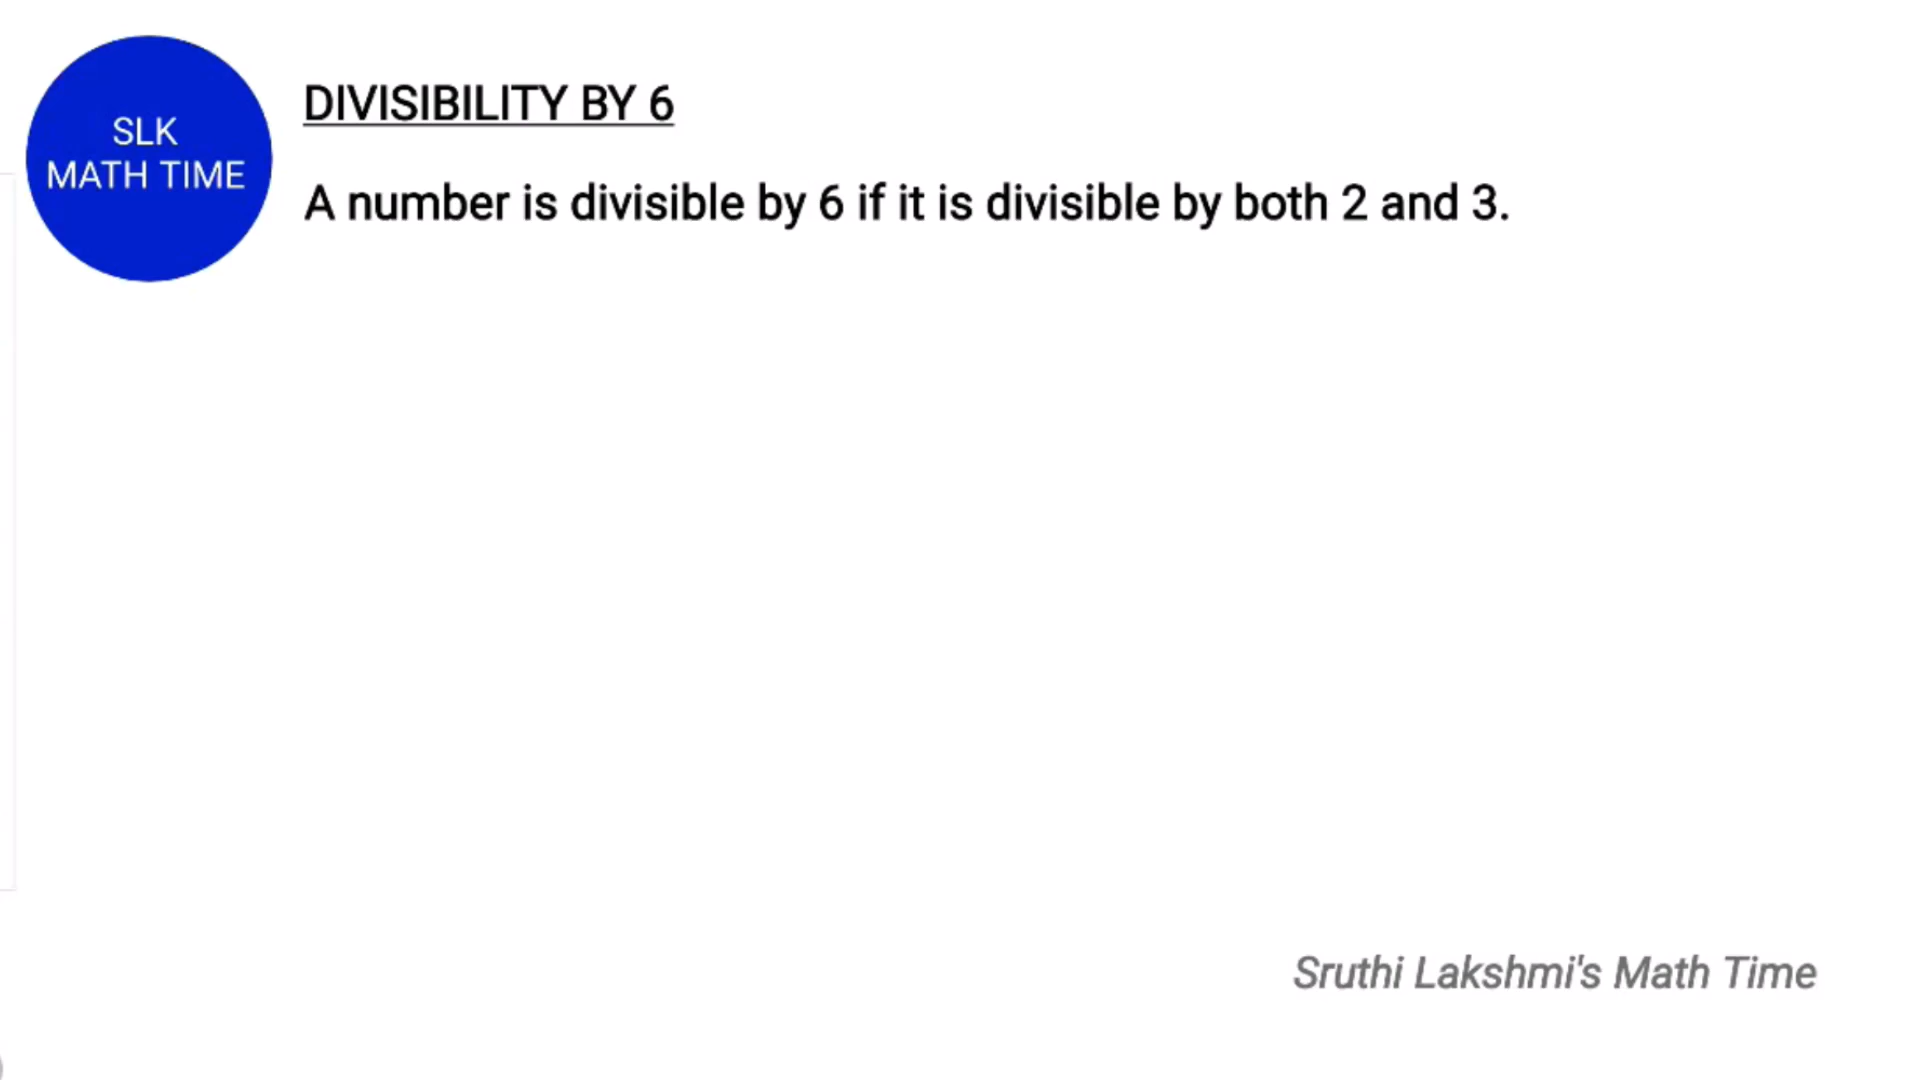 SLK
MATH TIME
DIVISIBILITY BY 6
A number is divisible by 6 if it is divisible by both 2 and 3.
Sruthi Lakshmi's Math Time